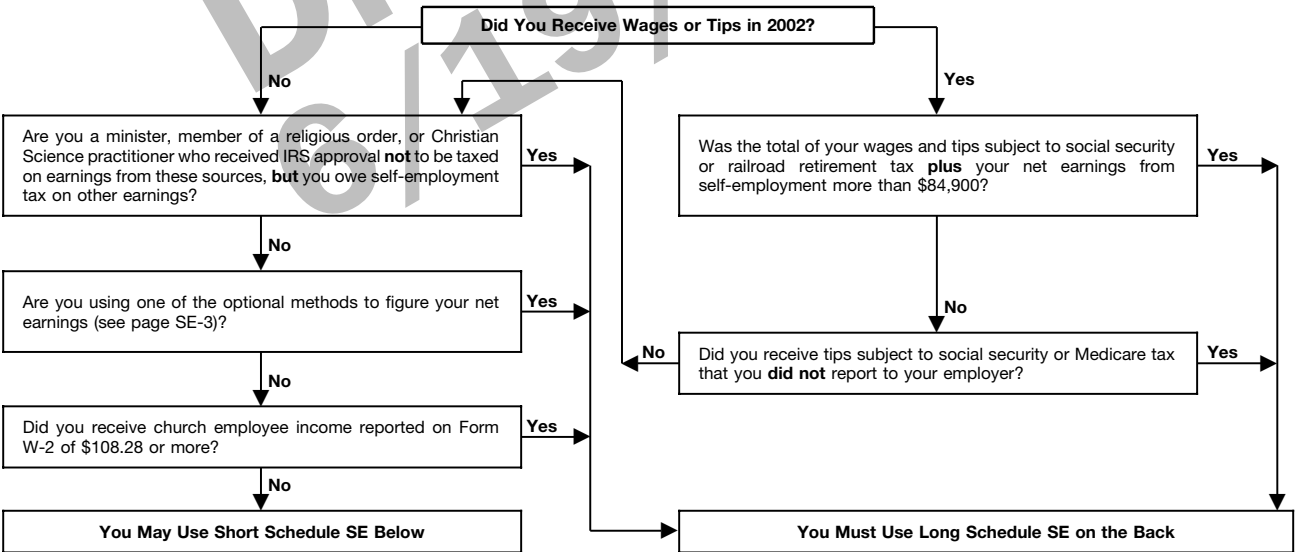 Did You Receive Wages or Tips in 2002?
No
Yes
Are you a minister, member of a religious order, or Christian
Science practitioner who received IRS approval not to be taxed
on earnings from these sources, but you owe self-employment
tax on other earnings?
Yes
Was the total of your wages and tips subject to social security
or railroad retirement tax plus your net earnings from
self-employment more than $84,900?
Yes
No
Are you using one of the optional methods to figure your net
earnings (see page SE-3)?
Yes
No
No
Did you receive tips subject to social security or Medicare tax
that you did not report to your employer?
Yes
No
Did you receive church employee income reported on Form
W-2 of $108.28 or more?
Yes
No
You May Use Short Schedule SE Below
You Must Use Long Schedule SE on the Back